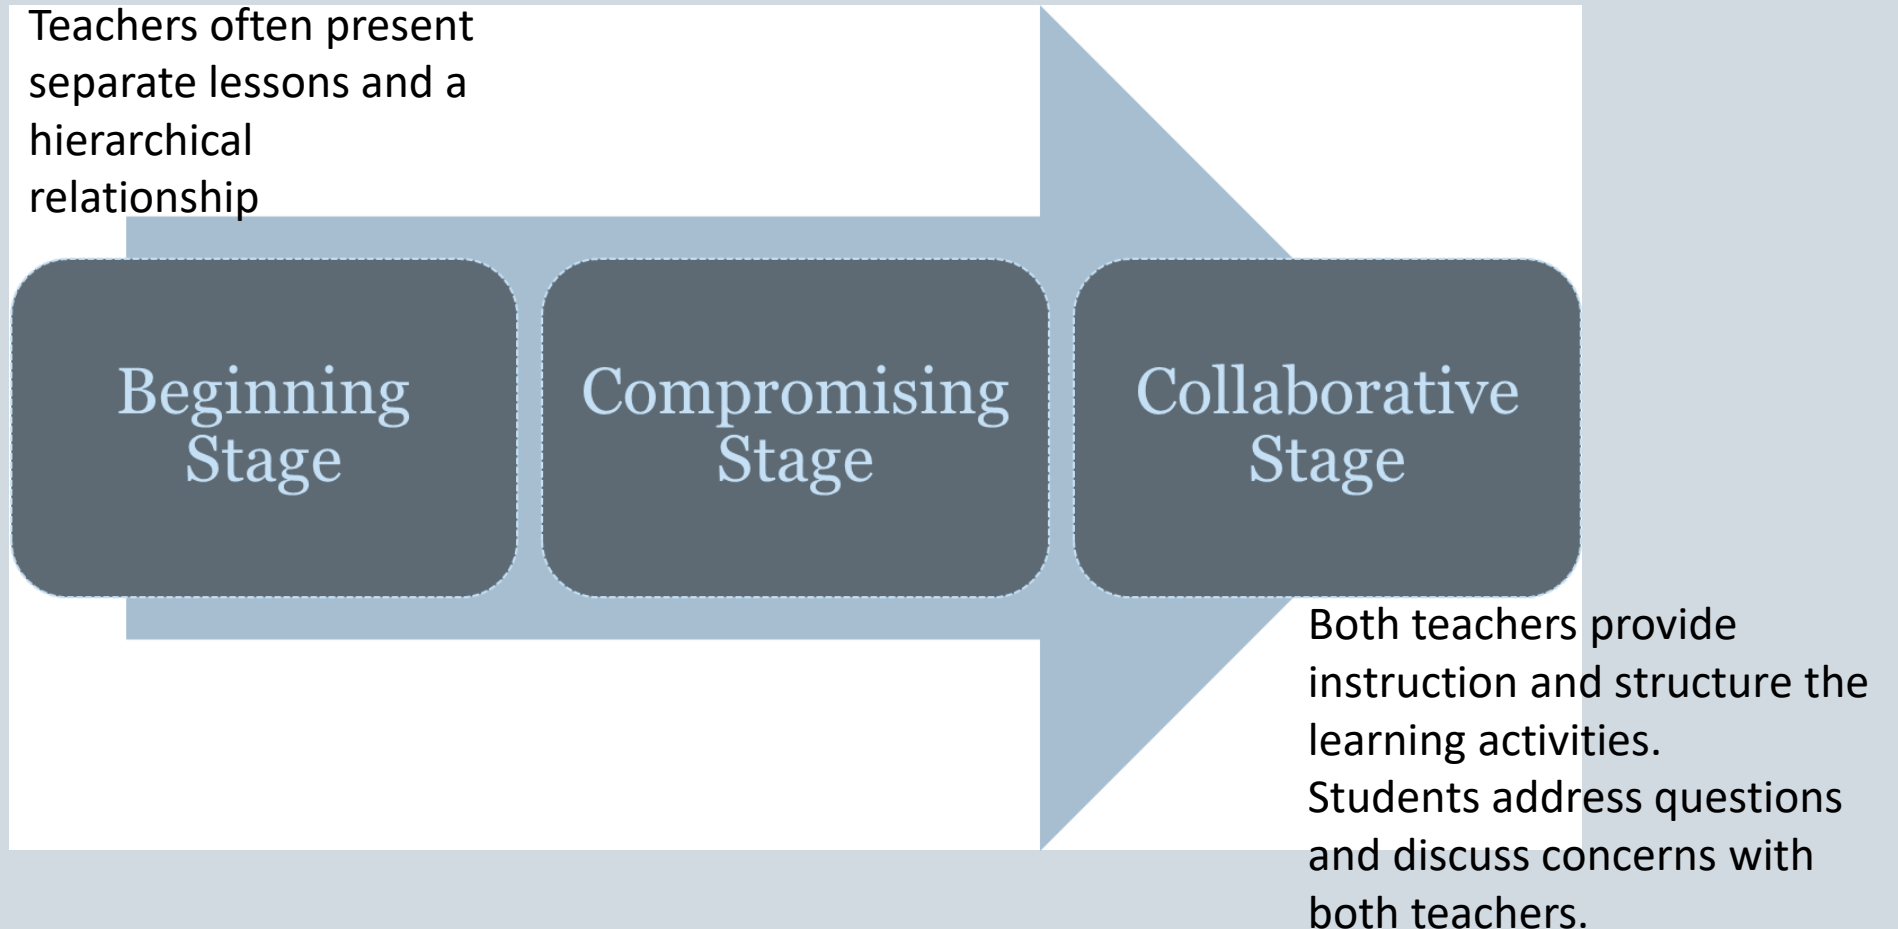 Teachers often present
separate lessons and a
hierarchical
relationship
Beginning
Stage
Compromising
Stage
Collaborative
Stage
Both teachers provide
instruction and structure the
learning activities.
Students address questions
and discuss concerns with
both teachers.